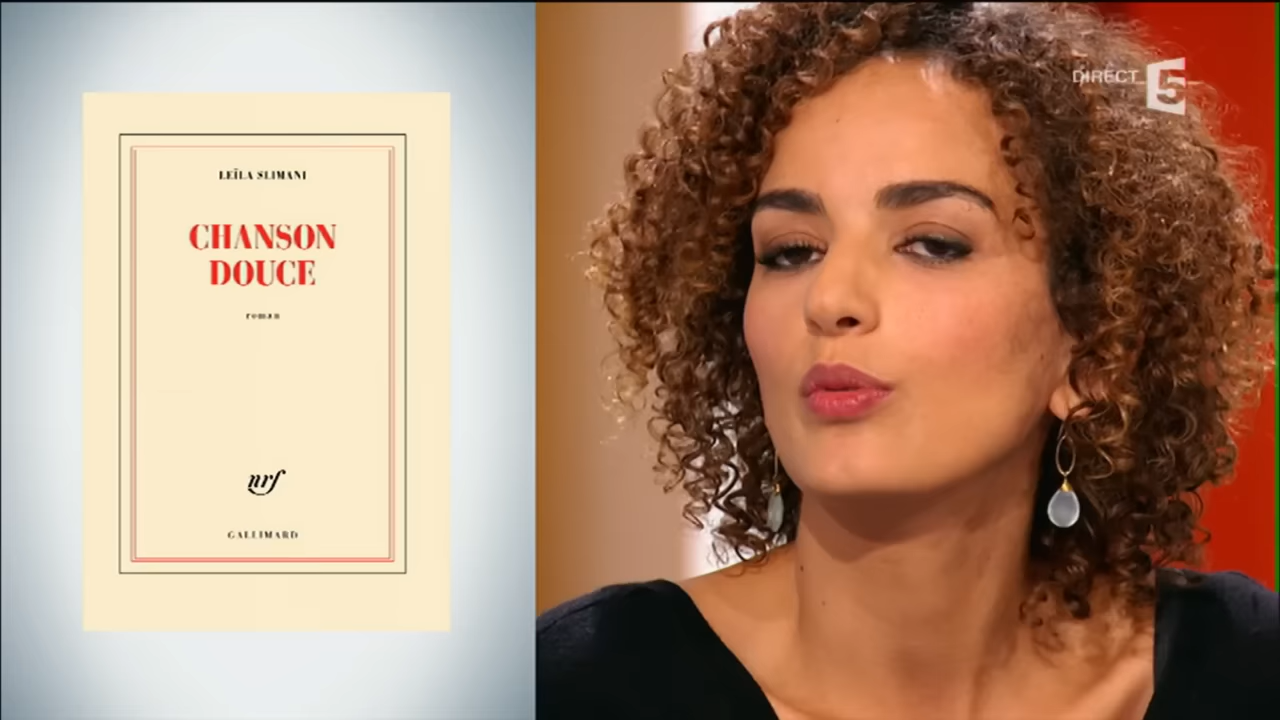 LEÏLA SLIMANI
CHANSON
DOUCE
roman
nrf
GALLIMARD
DIRECT 5